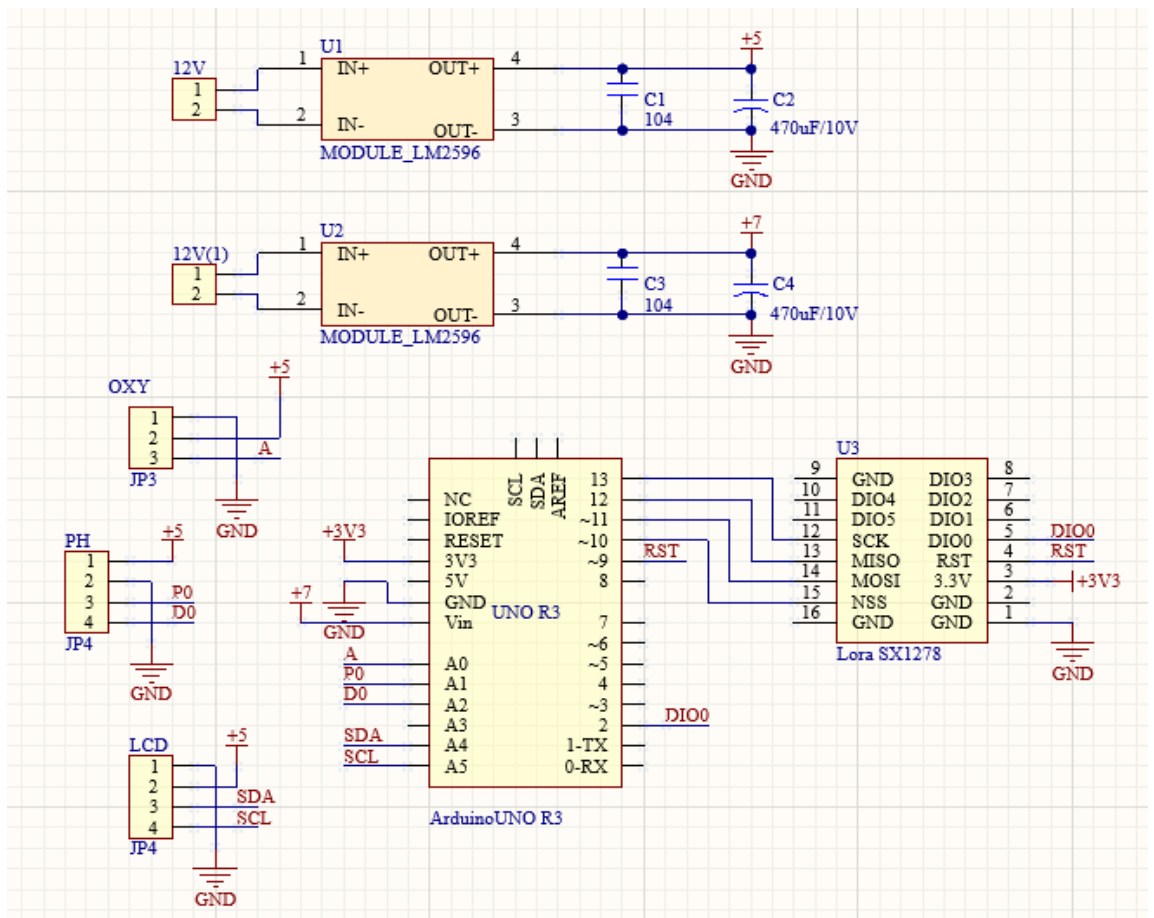 U1
12V
1
2
1
2
IN+
IN-
OUT+
OUT-
4
3
MODULE_LM2596
+5
C1
104
C2
470uF/10V
GND
U2
12V(1)
1
2
1
2
IN+
IN-
OUT+
OUT-
4
3
MODULE_LM2596
+7
C3
104
C4
470uF/10V
GND
OXY
1
2
3
JP3
+5
A
GND
PH
1
2
3
4
JP4
+5
P0
D0
GND
LCD
1
2
3
4
JP4
+5
SDA
SCL
GND
+3V3
+7
GND
A
P0
D0
SDA
SCL
SCL
SDA
AREF
NC
IOREF
RESET
3V3
5V
GND
Vin
A0
A1
A2
A3
A4
A5
UNO R3
13
12
~11
~10
~9
8
7
~6
~5
4
~3
2
1-TX
0-RX
RST
DIO0
ArduinoUNO R3
U3
9
10
11
12
13
14
15
16
GND
DIO4
DIO5
SCK
MISO
MOSI
NSS
GND
DIO3
DIO2
DIO1
DIO0
RST
3.3V
GND
GND
8
7
6
5
4
3
2
1
DIO0
RST
+3V3
GND
Lora SX1278